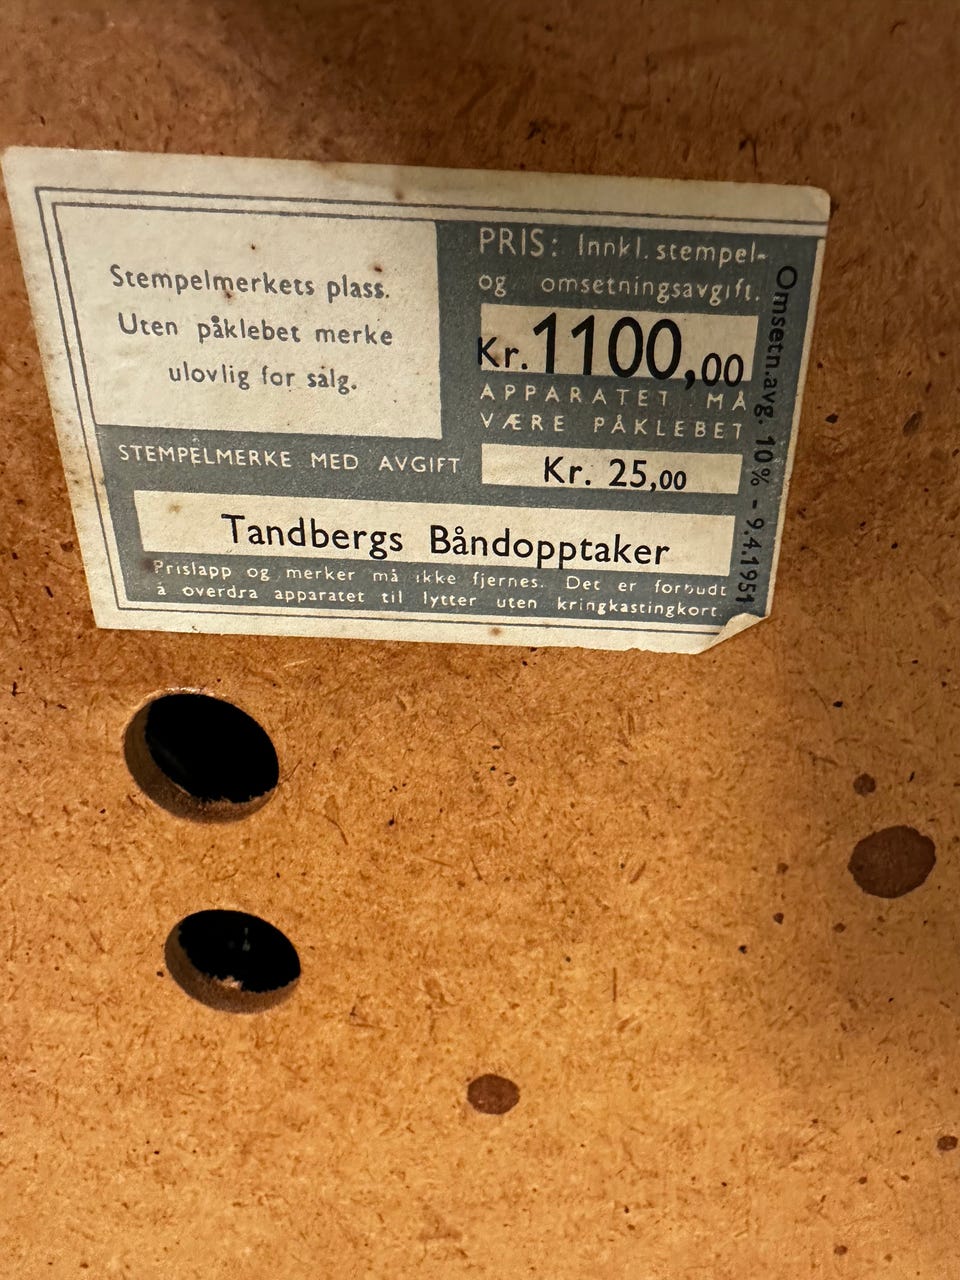 Stempelmerkets plass.
Uten påklebet merke
ulovlig for salg.
STEMPELMERKE MED AVGIFT
PRIS: Innkl. stempel-
og omsetningsavgift.
Kr. 1100,00
APPARATET MÅ
VÆRE PÅKLEBET
Kr. 25,00
Tandbergs Båndopptaker
Prislapp og merker må ikke fjernes. Det er forbudt
å overdra apparatet til lytter uten kringkastingkort.
Omsetn.avg. 10% - 9.4.1951